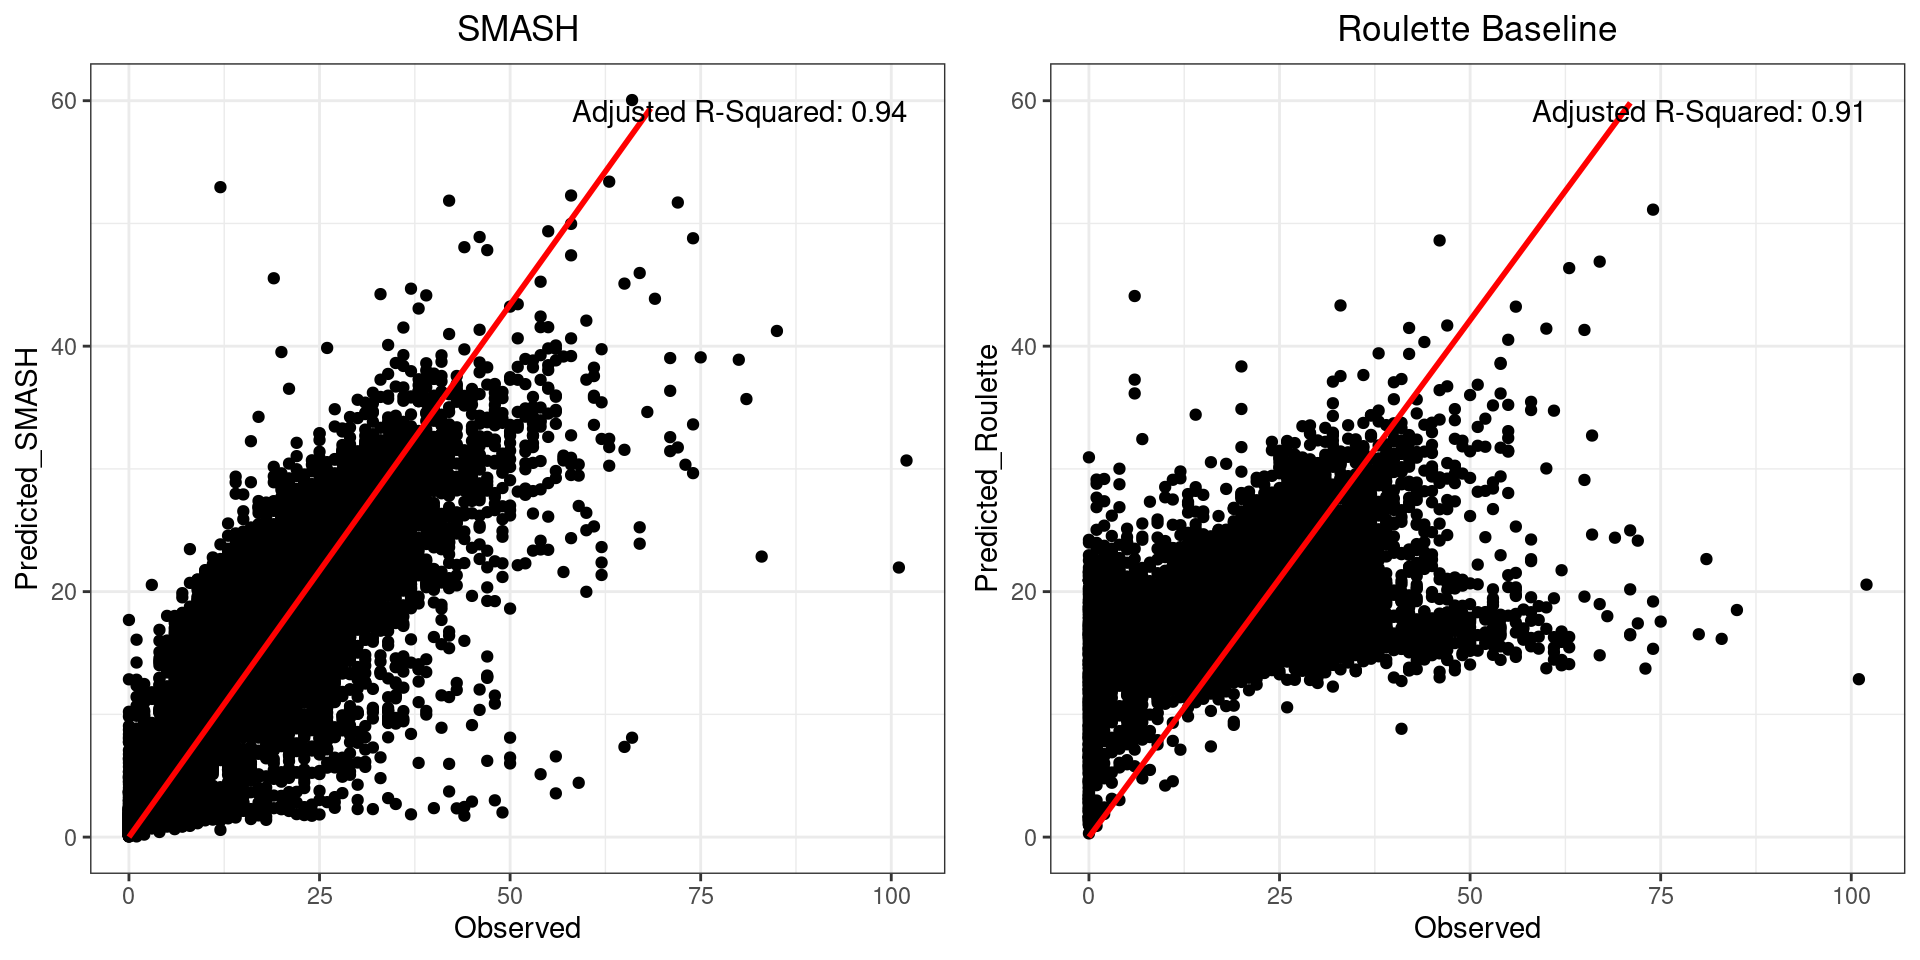 SMASH
Adjusted R-Squared: 0.94
Predicted_SMASH
60
40
20
0
0 25 50 75 100
Observed
Roulette Baseline
Adjusted R-Squared: 0.91
Predicted_Roulette
60
40
20
0
0 25 50 75 100
Observed